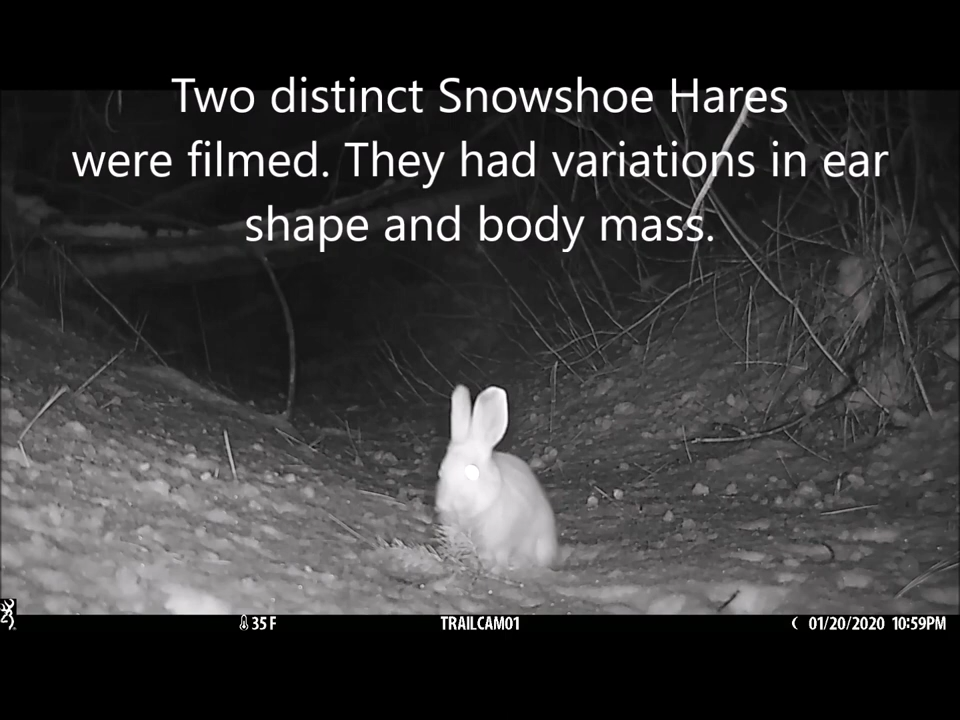 Two distinct Snowshoe Hares
were filmed. They had variations in ear
shape and body mass.
35 F TRAILCAM01 01/20/2020 10:59PM